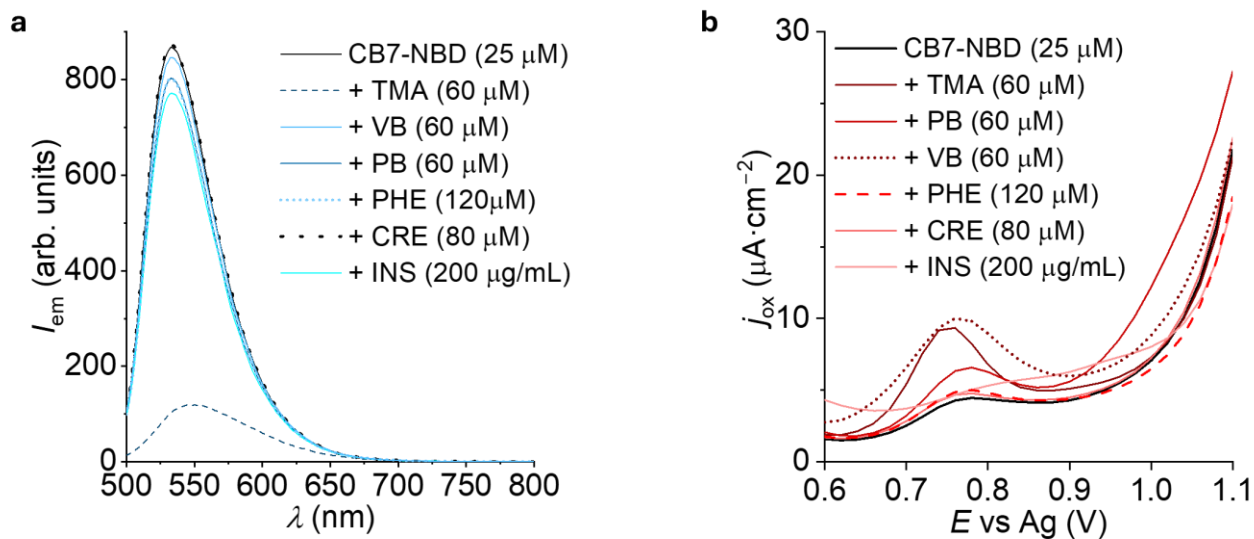 a
800
600
400
200
0
I_em (arb. units)
500 550 600 650 700 750 800
λ (nm)
CB7-NBD (25 μM)
+ TMA (60 μM)
+ VB (60 μM)
+ PB (60 μM)
+ PHE (120μM)
+ CRE (80 μM)
+ INS (200 μg/mL)
b
30
20
10
0
j_ox (μA·cm⁻²)
0.6 0.7 0.8 0.9 1.0 1.1
E vs Ag (V)
CB7-NBD (25 μM)
+ TMA (60 μM)
+ PB (60 μM)
+ VB (60 μM)
+ PHE (120 μM)
+ CRE (80 μM)
+ INS (200 μg/mL)